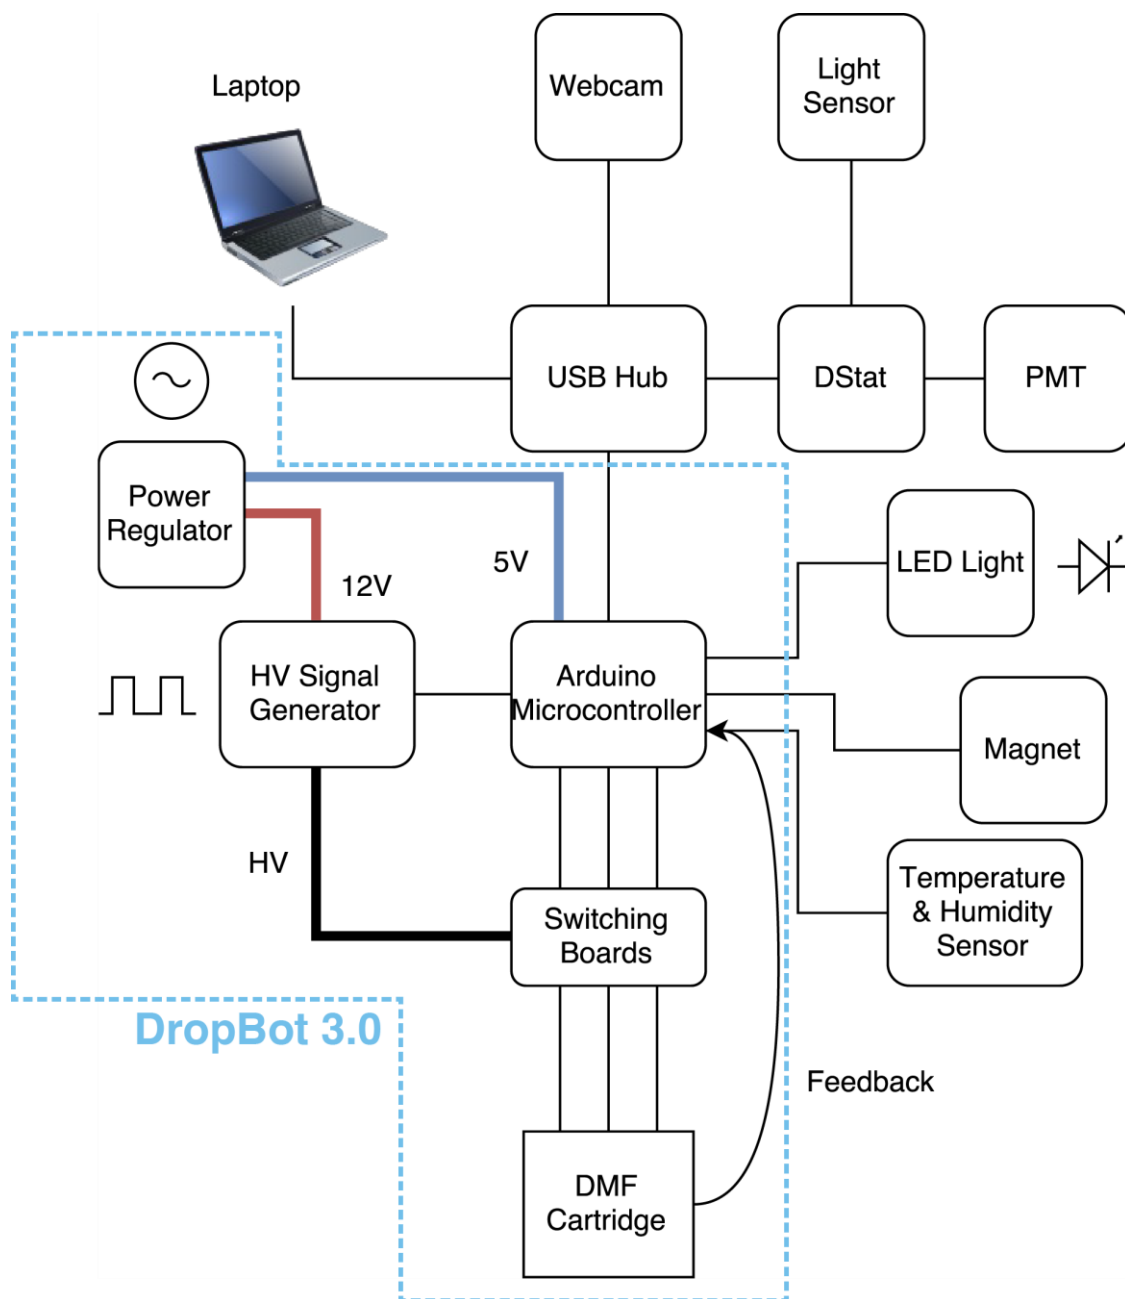 Laptop
Webcam
Light
Sensor
USB Hub
DStat
PMT
Power
Regulator
12V
5V
LED Light
HV Signal
Generator
Arduino
Microcontroller
Magnet
HV
Switching
Boards
Temperature
& Humidity
Sensor
DropBot 3.0
Feedback
DMF
Cartridge